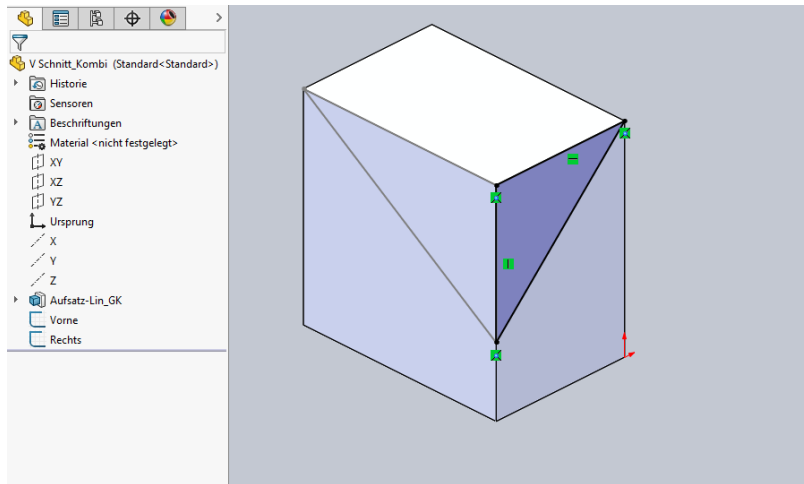 V Schnitt_Kombi (Standard<Standard>)
Historie
Sensoren
Beschriftungen
Material <nicht festgelegt>
XY
XZ
YZ
Ursprung
X
Y
Z
Aufsatz-Lin_GK
Vorne
Rechts